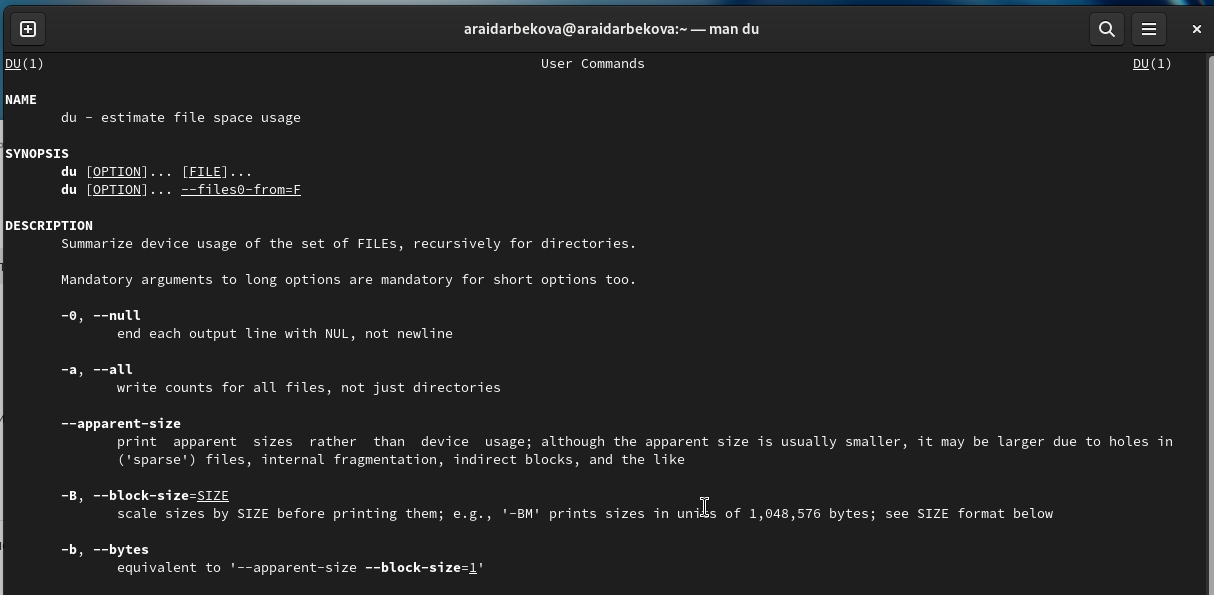 araidarbekova@araidarbekova:~ — man du
DU(1) User Commands DU(1)
NAME
du - estimate file space usage
SYNOPSIS
du [OPTION]... [FILE]...
du [OPTION]... --files0-from=F
DESCRIPTION
Summarize device usage of the set of FILEs, recursively for directories.
Mandatory arguments to long options are mandatory for short options too.
-0, --null
end each output line with NUL, not newline
-a, --all
write counts for all files, not just directories
--apparent-size
print apparent sizes rather than device usage; although the apparent size is usually smaller, it may be larger due to holes in
('sparse') files, internal fragmentation, indirect blocks, and the like
-B, --block-size=SIZE
scale sizes by SIZE before printing them; e.g., '-BM' prints sizes in units of 1,048,576 bytes; see SIZE format below
-b, --bytes
equivalent to '--apparent-size --block-size=1'